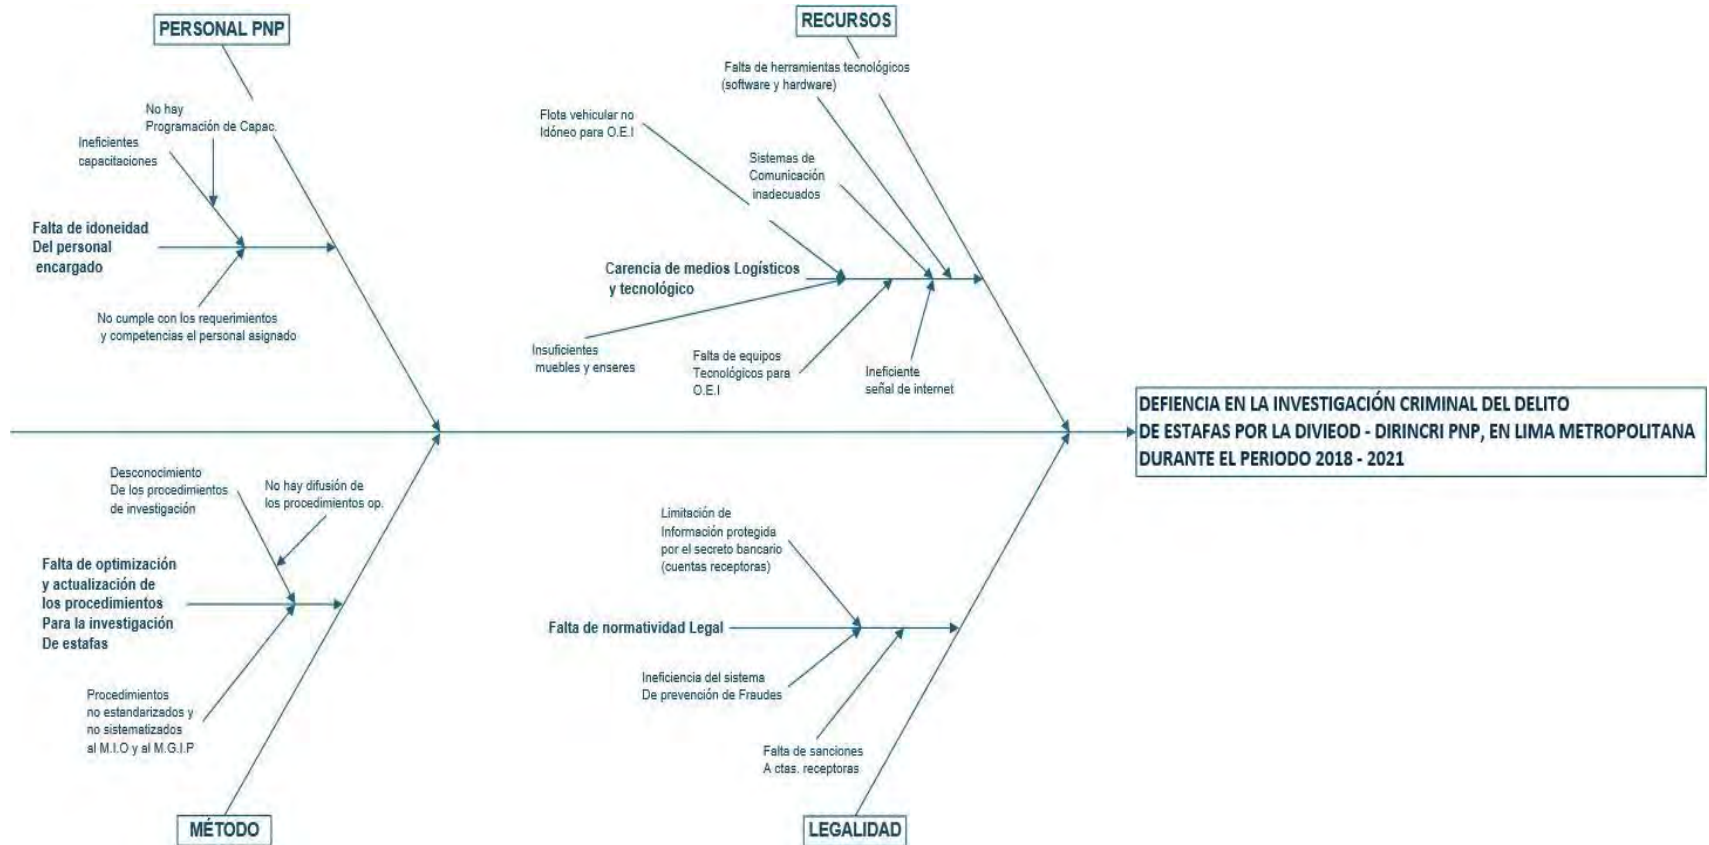 PERSONAL PNP
RECURSOS
No hay
Programación de Capac.
Ineficientes
capacitaciones
Falta de idoneidad
Del personal
encargado
No cumple con los requerimientos
y competencias el personal asignado
Falta de herramientas tecnológicos
(software y hardware)
Flota vehicular no
Idóneo para O.E.I
Sistemas de
Comunicación
inadecuados
Carencia de medios Logísticos
y tecnológico
Insuficientes
muebles y enseres
Falta de equipos
Tecnológicos para
O.E.I
Ineficiente
señal de internet
DEFIENCIA EN LA INVESTIGACIÓN CRIMINAL DEL DELITO
DE ESTAFAS POR LA DIVIEOD - DIRINCRI PNP, EN LIMA METROPOLITANA
DURANTE EL PERIODO 2018 - 2021
Desconocimiento
De los procedimientos
de investigación
No hay difusión de
los procedimientos op.
Falta de optimización
y actualización de
los procedimientos
Para la investigación
De estafas
Procedimientos
no estandarizados y
no sistematizados
al M.I.O y al M.G.I.P
Limitación de
Información protegida
por el secreto bancario
(cuentas receptoras)
Falta de normatividad Legal
Ineficiencia del sistema
De prevención de Fraudes
Falta de sanciones
A ctas. receptoras
MÉTODO
LEGALIDAD